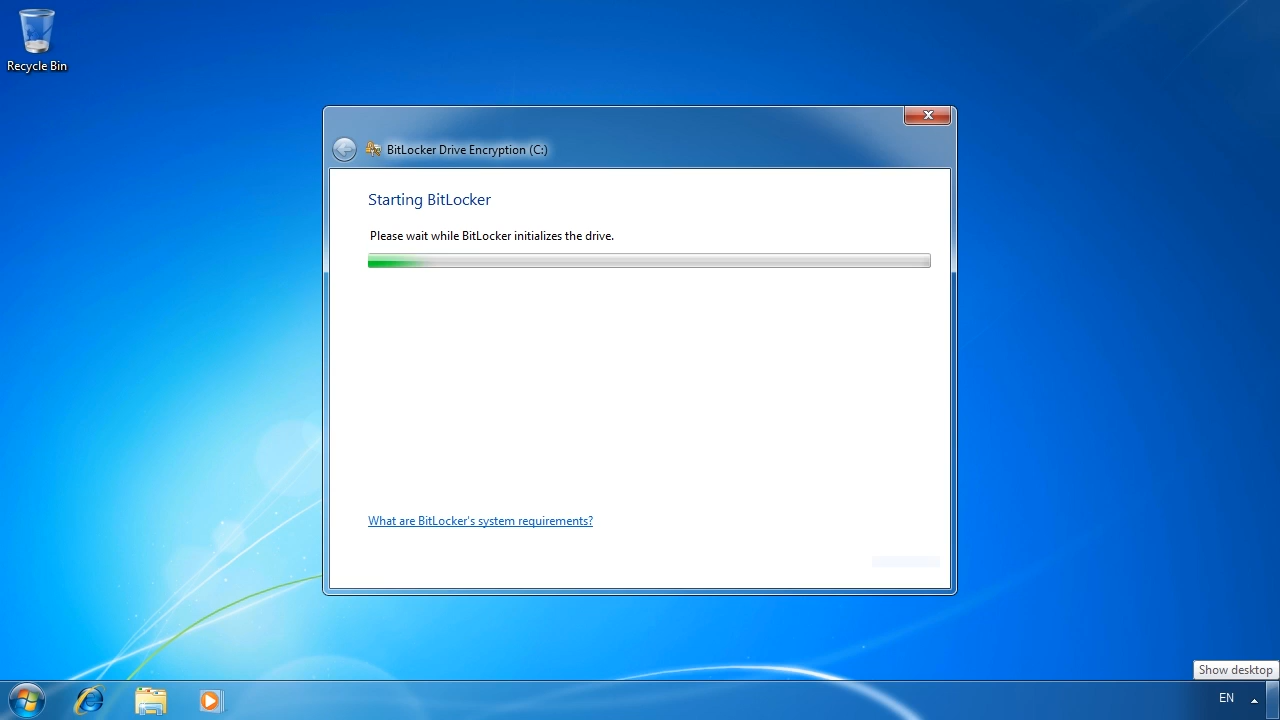 Recycle Bin
BitLocker Drive Encryption (C:)
Starting BitLocker
Please wait while BitLocker initializes the drive.
What are BitLocker's system requirements?
Show desktop
EN